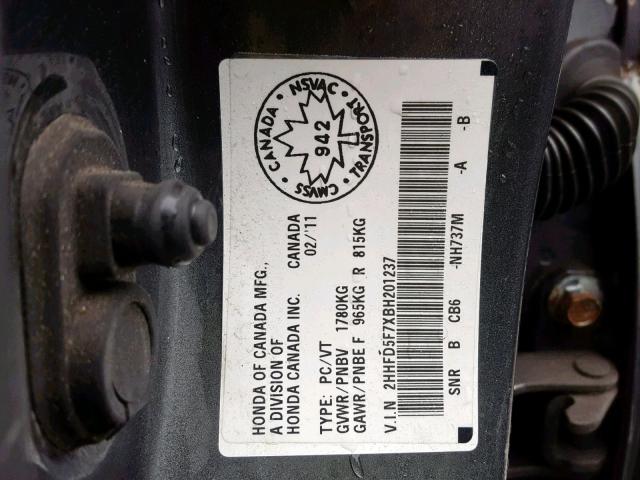 HONDA OF CANADA MFG.,
A DIVISION OF
HONDA CANADA INC. CANADA
02/'11
TYPE: PC/VT
GVWR/PNBV 1780KG
GAWR/PNBE F 965KG R 815KG
V.I.N 2HHFD5F7XBH201237
SNR B CB6 -NH737M -A -B
CANADA • NSVAC • TRANSPORT • CMVSS •
942